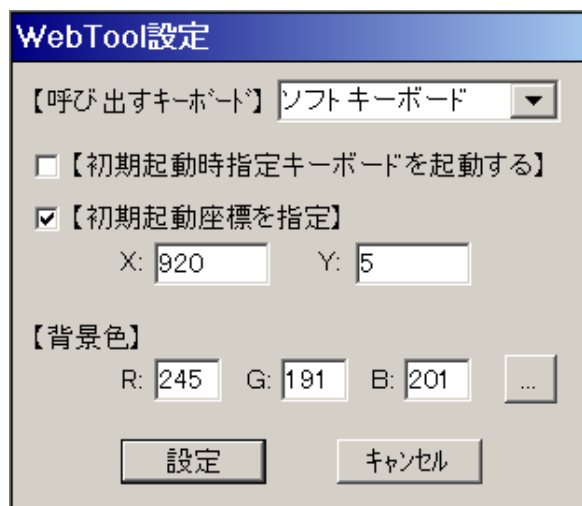 WebTool設定
【呼び出すキーボード】 ソフトキーボード
【初期起動時指定キーボードを起動する】
【初期起動座標を指定】
X: 920 Y: 5
【背景色】
R: 245 G: 191 B: 201 ...
設定 キャンセル